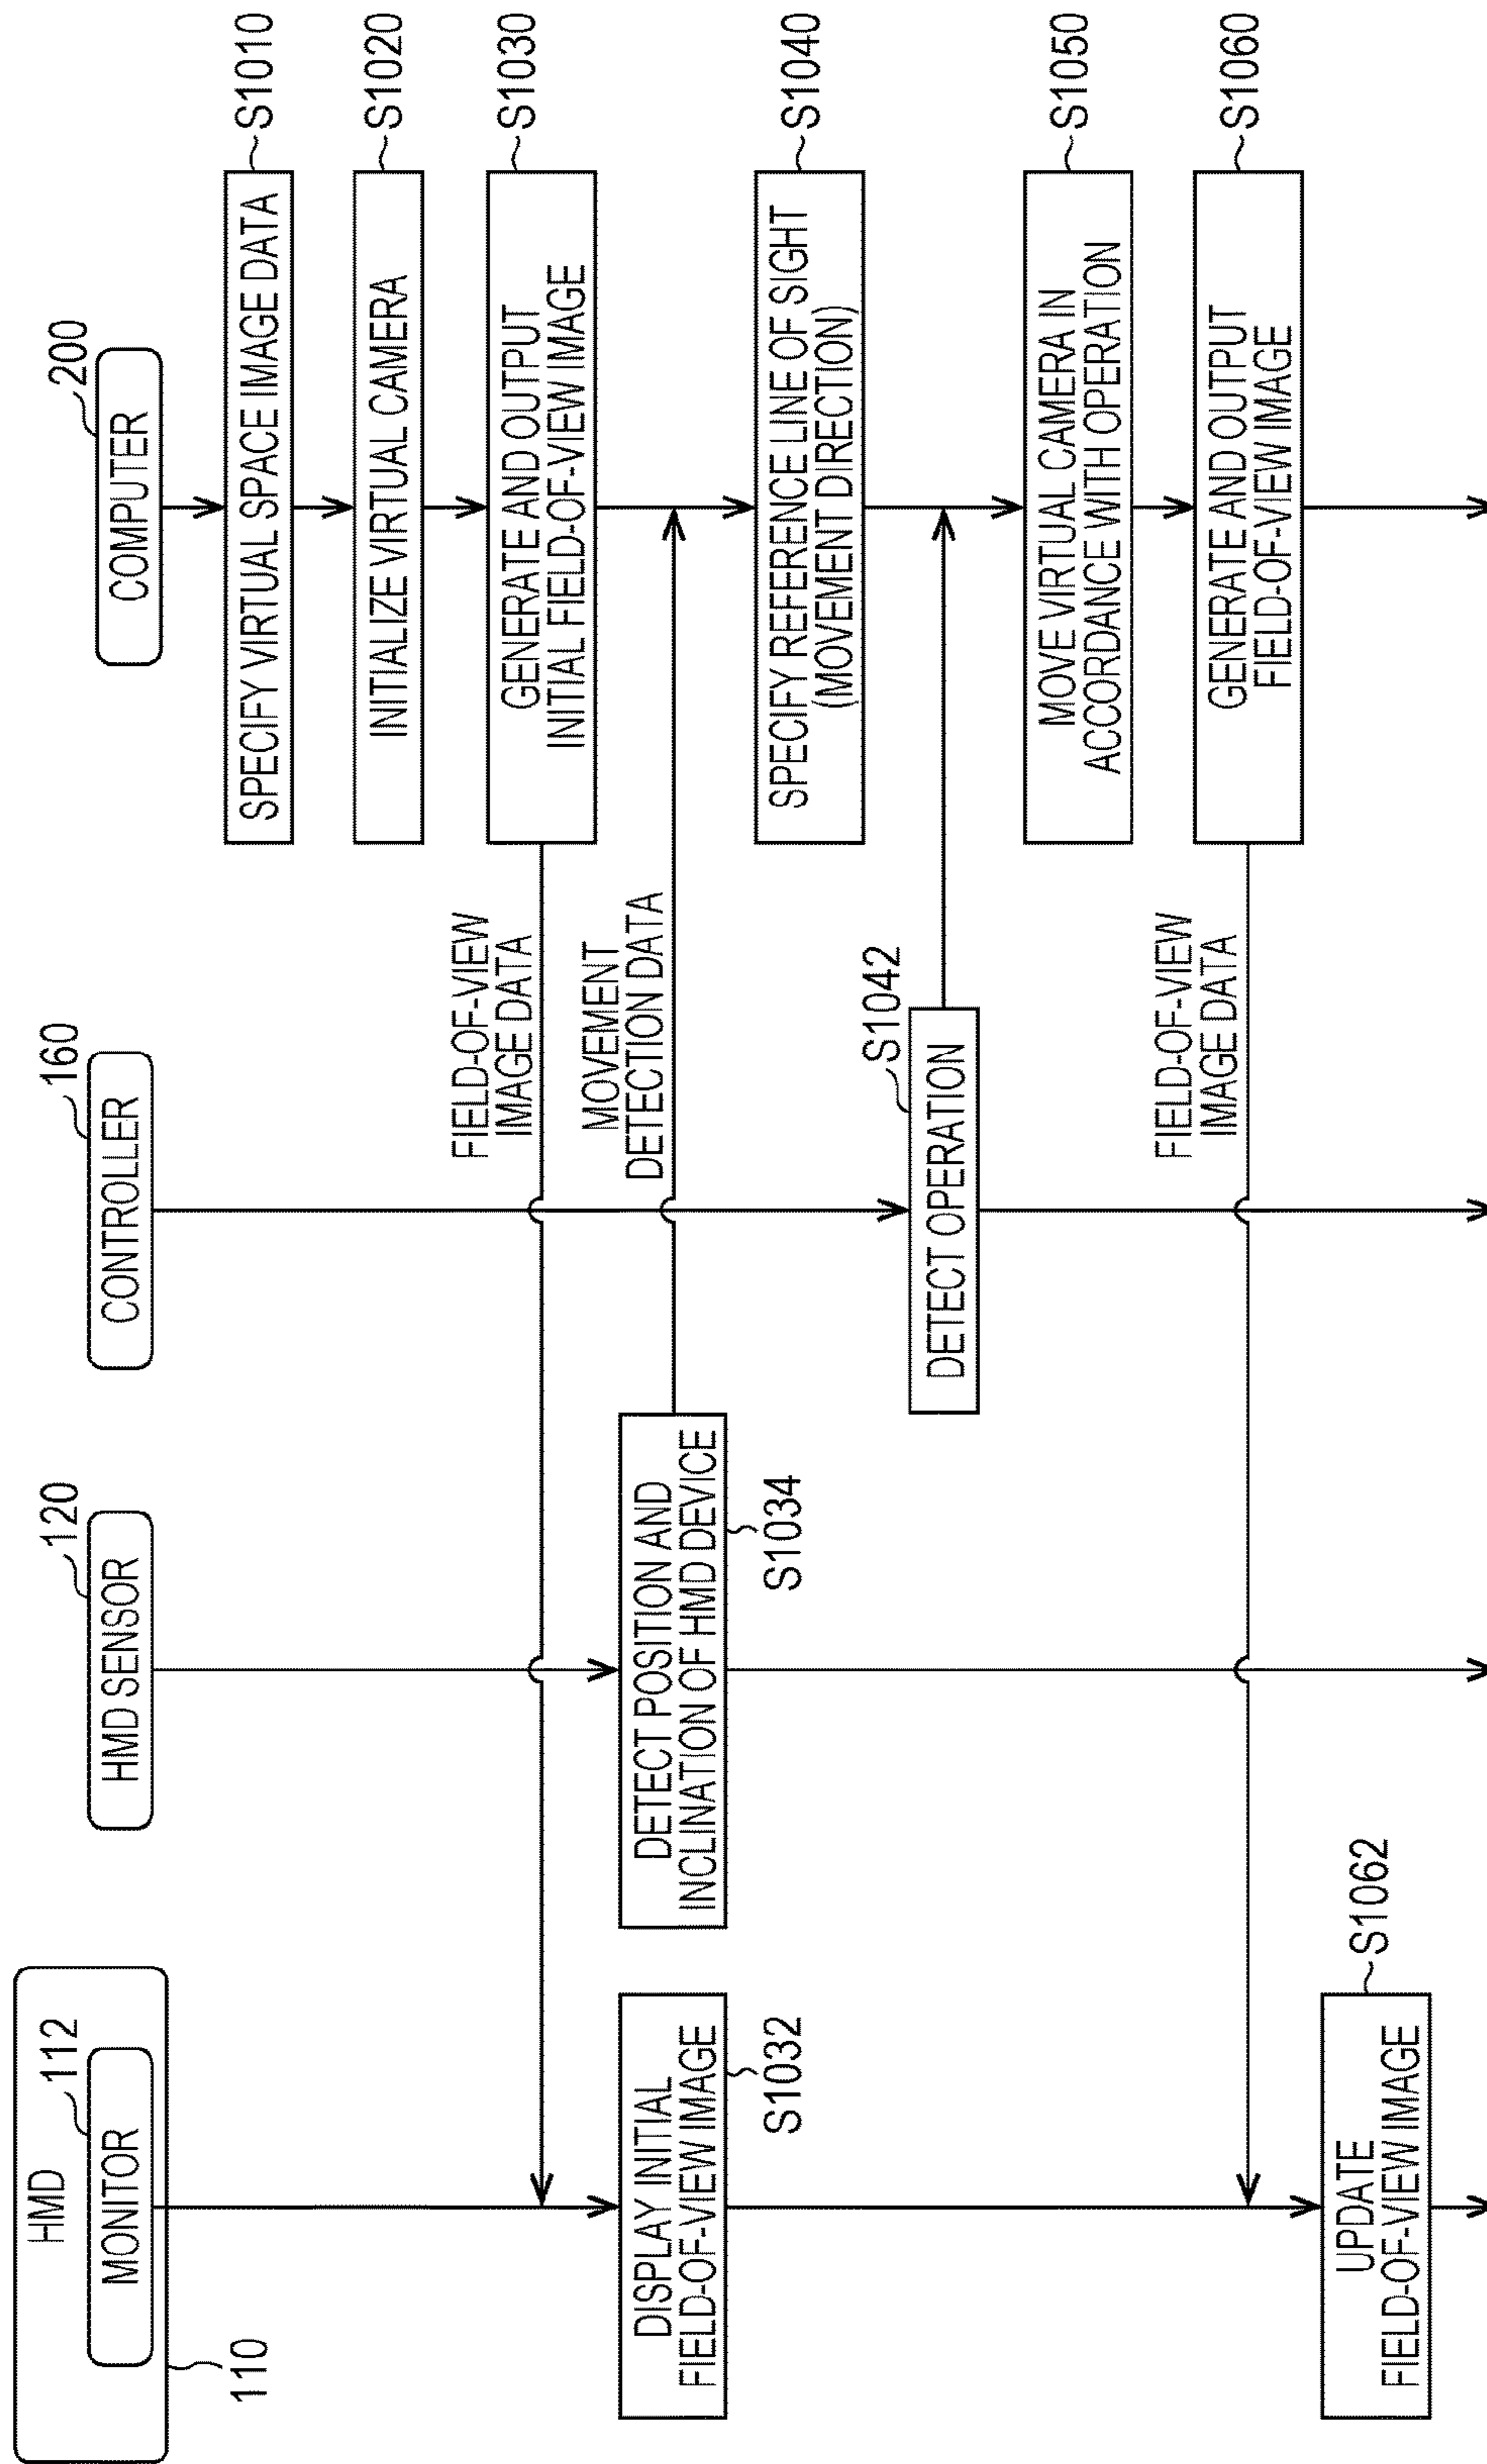 HMD
MONITOR
112
110
HMD SENSOR
120
CONTROLLER
160
COMPUTER
200
SPECIFY VIRTUAL SPACE IMAGE DATA
S1010
INITIALIZE VIRTUAL CAMERA
S1020
GENERATE AND OUTPUT
INITIAL FIELD-OF-VIEW IMAGE
S1030
FIELD-OF-VIEW
IMAGE DATA
DISPLAY INITIAL
FIELD-OF-VIEW IMAGE
S1032
DETECT POSITION AND
INCLINATION OF HMD DEVICE
S1034
MOVEMENT
DETECTION DATA
SPECIFY REFERENCE LINE OF SIGHT
(MOVEMENT DIRECTION)
S1040
DETECT OPERATION
S1042
MOVE VIRTUAL CAMERA IN
ACCORDANCE WITH OPERATION
S1050
GENERATE AND OUTPUT
FIELD-OF-VIEW IMAGE
S1060
FIELD-OF-VIEW
IMAGE DATA
UPDATE
FIELD-OF-VIEW IMAGE
S1062